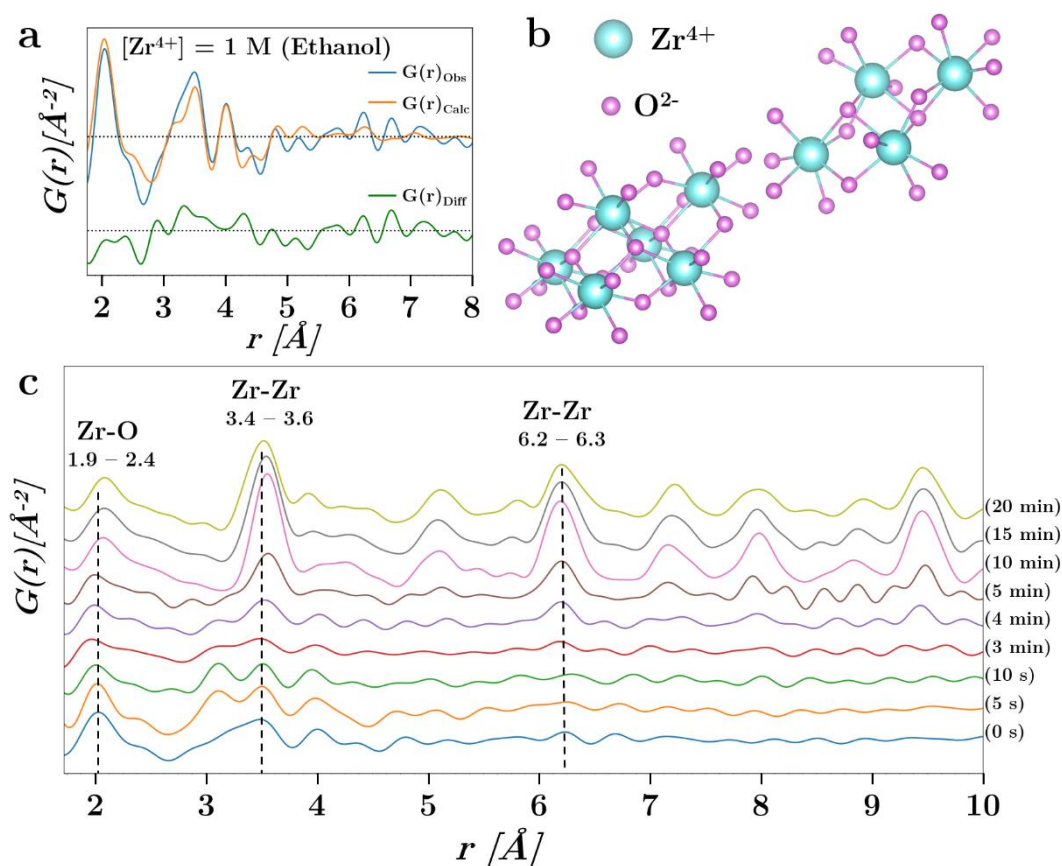 a
[Zr⁴⁺] = 1 M (Ethanol)
G(r)Obs
G(r)Calc
G(r)Diff
G(r)[Å⁻²]
2 3 4 5 6 7 8
r [Å]
b
Zr⁴⁺
O²⁻
c
Zr-O
1.9 – 2.4
Zr-Zr
3.4 – 3.6
Zr-Zr
6.2 – 6.3
G(r)[Å⁻²]
(20 min)
(15 min)
(10 min)
(5 min)
(4 min)
(3 min)
(10 s)
(5 s)
(0 s)
2 3 4 5 6 7 8 9 10
r [Å]